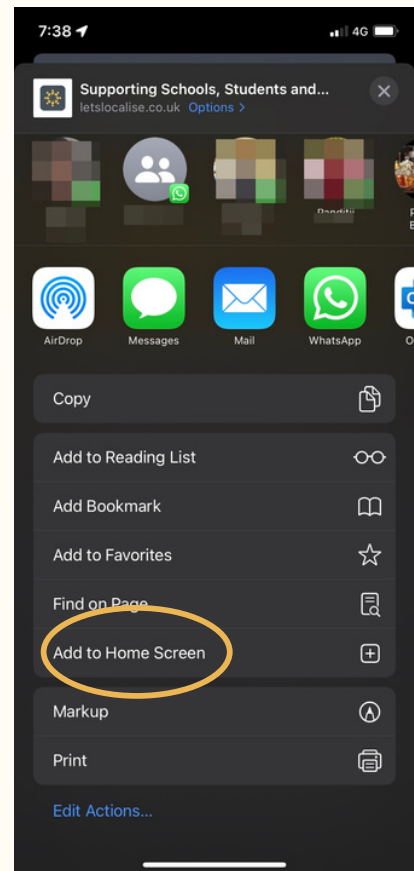 7:38
4G
Supporting Schools, Students and...
letslocalise.co.uk Options >
AirDrop
Messages
Mail
WhatsApp
Copy
Add to Reading List
Add Bookmark
Add to Favorites
Find on Page
Add to Home Screen
Markup
Print
Edit Actions...